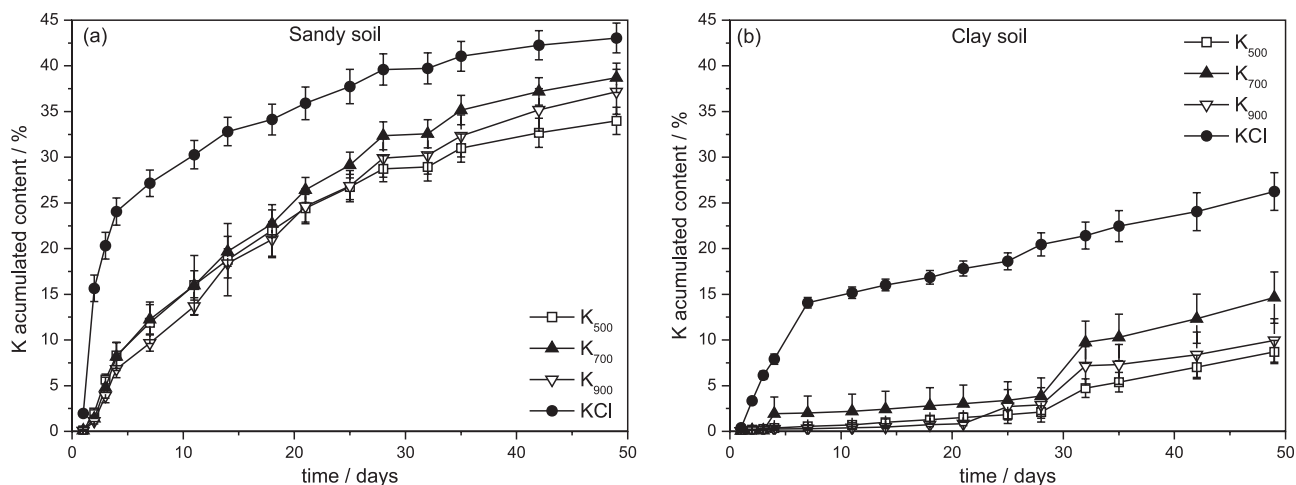 (a) Sandy soil
K acumulated content / %
45
40
35
30
25
20
15
10
5
0
K500
K700
K900
KCl
0 10 20 30 40 50
time / days
(b) Clay soil
K acumulated content / %
45
40
35
30
25
20
15
10
5
0
K500
K700
K900
KCl
0 10 20 30 40 50
time / days